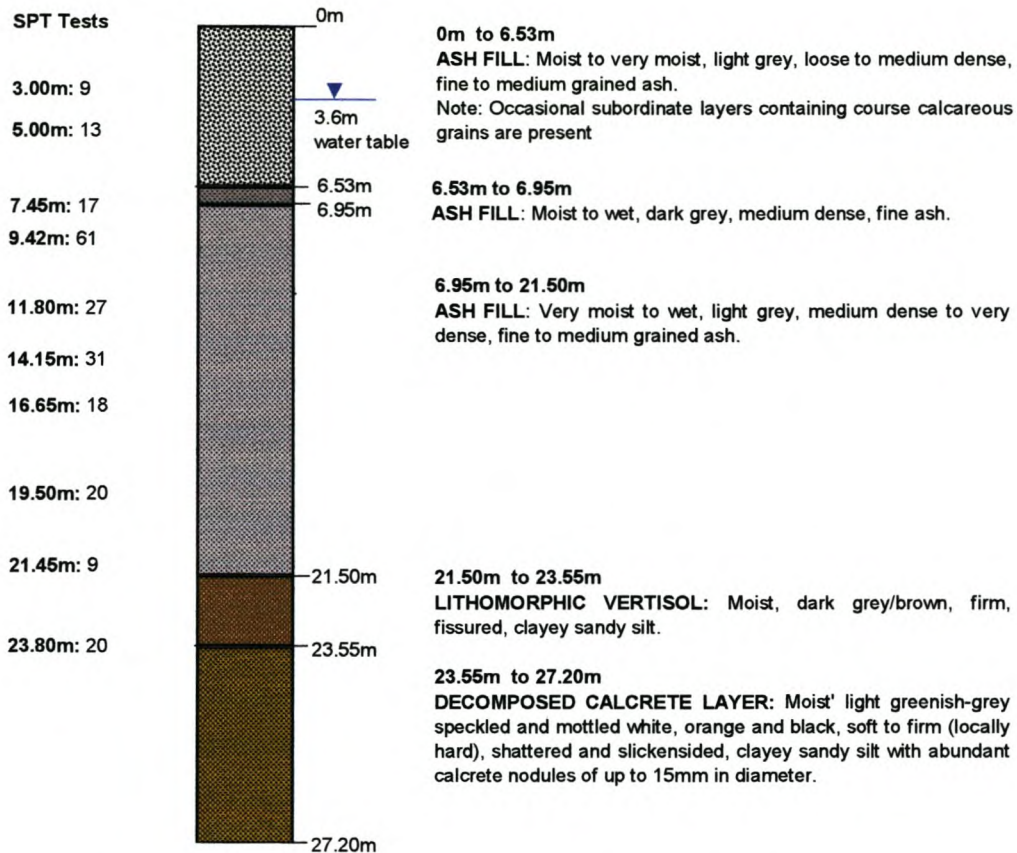 SPT Tests
3.00m: 9
5.00m: 13
7.45m: 17
9.42m: 61
11.80m: 27
14.15m: 31
16.65m: 18
19.50m: 20
21.45m: 9
23.80m: 20
0m
3.6m
water table
6.53m
6.95m
21.50m
23.55m
27.20m
0m to 6.53m
ASH FILL: Moist to very moist, light grey, loose to medium dense,
fine to medium grained ash.
Note: Occasional subordinate layers containing course calcareous
grains are present
6.53m to 6.95m
ASH FILL: Moist to wet, dark grey, medium dense, fine ash.
6.95m to 21.50m
ASH FILL: Very moist to wet, light grey, medium dense to very
dense, fine to medium grained ash.
21.50m to 23.55m
LITHOMORPHIC VERTISOL: Moist, dark grey/brown, firm,
fissured, clayey sandy silt.
23.55m to 27.20m
DECOMPOSED CALCRETE LAYER: Moist' light greenish-grey
speckled and mottled white, orange and black, soft to firm (locally
hard), shattered and slickensided, clayey sandy silt with abundant
calcrete nodules of up to 15mm in diameter.